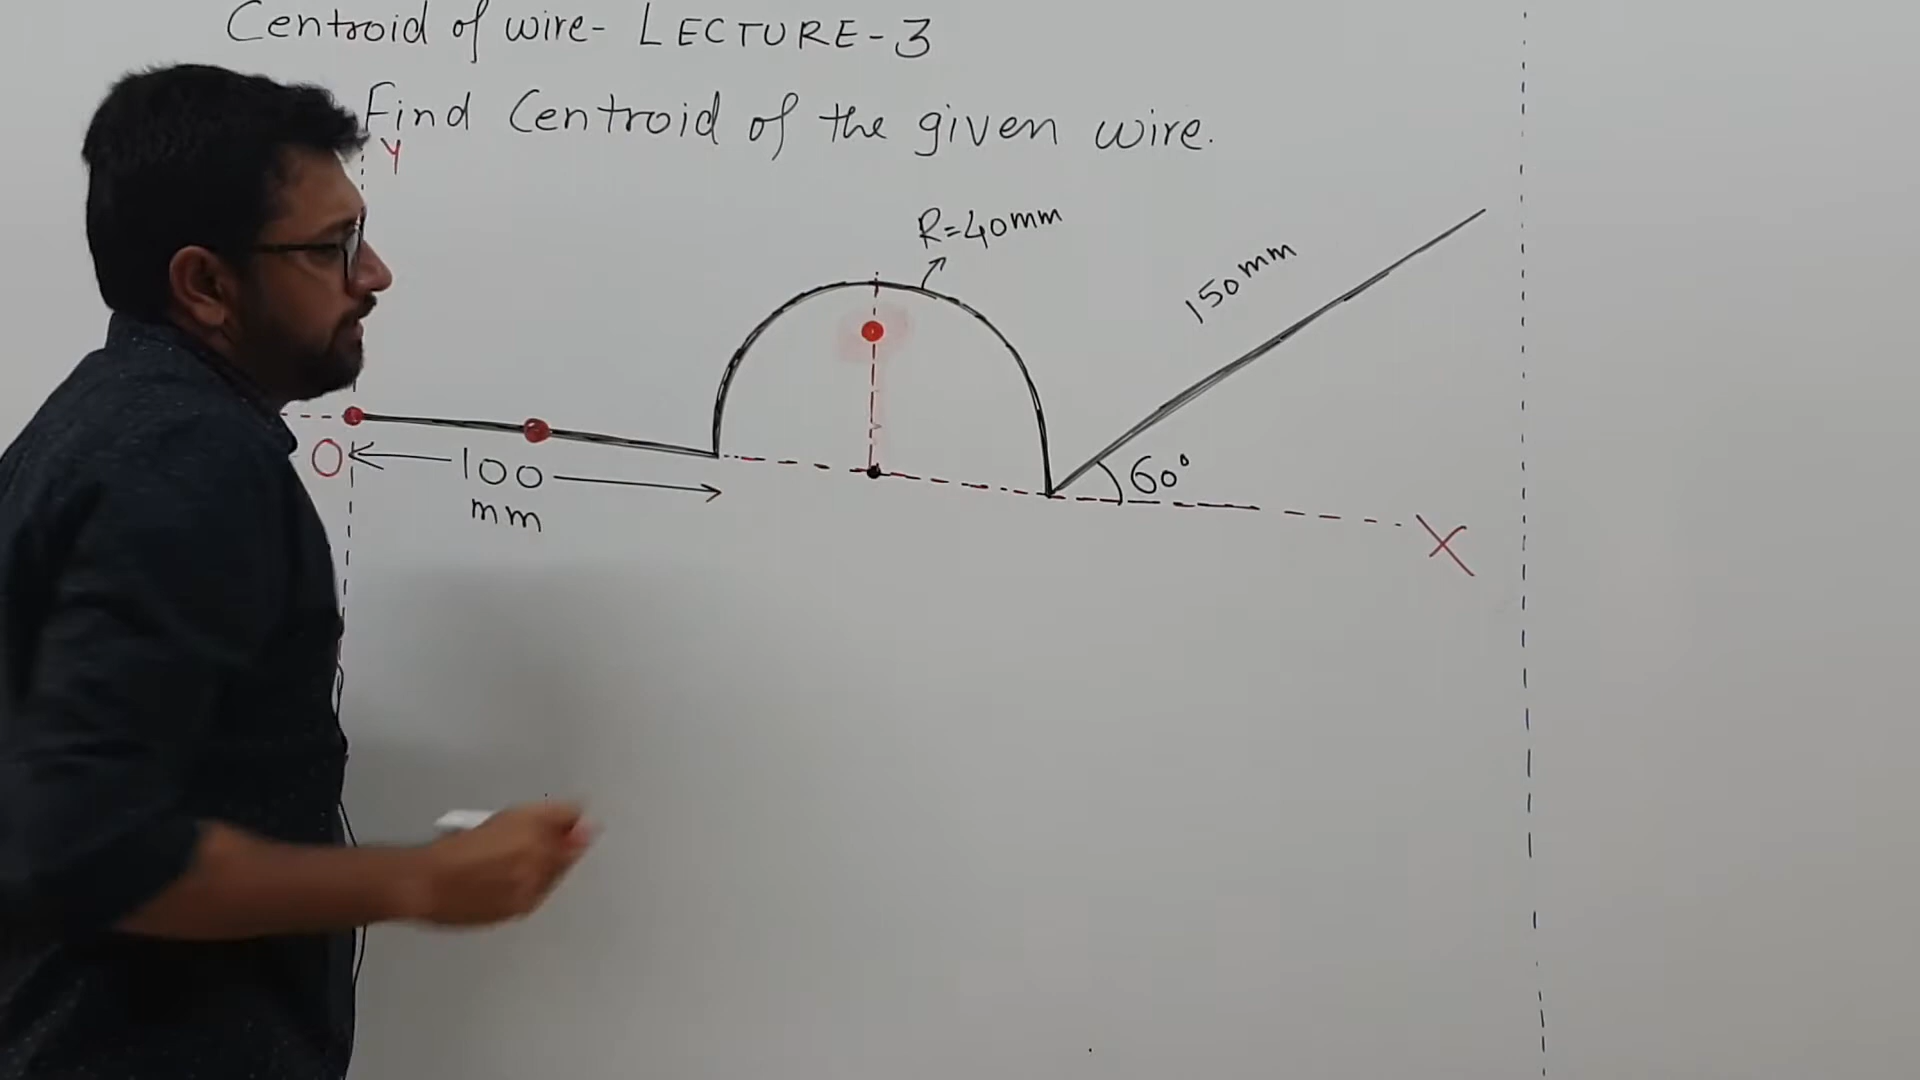 Centroid of wire- LECTURE-3
Find Centroid of the given wire.
Y
R=40mm
150mm
O
100
mm
60°
X